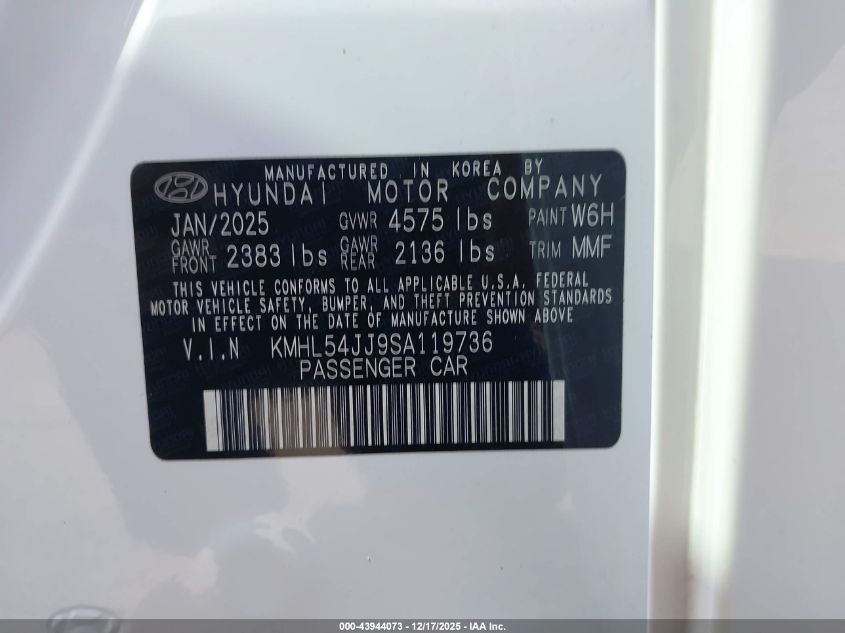 MANUFACTURED IN KOREA BY
HYUNDAI MOTOR COMPANY
JAN/2025 GVWR 4575 lbs PAINT W6H
GAWR FRONT 2383 lbs GAWR REAR 2136 lbs TRIM MMF
THIS VEHICLE CONFORMS TO ALL APPLICABLE U.S.A. FEDERAL
MOTOR VEHICLE SAFETY, BUMPER, AND THEFT PREVENTION STANDARDS
IN EFFECT ON THE DATE OF MANUFACTURE SHOWN ABOVE
V.I.N KMHL54JJ9SA119736
PASSENGER CAR
000-43944073 | 12/17/2025 - IAA Inc.